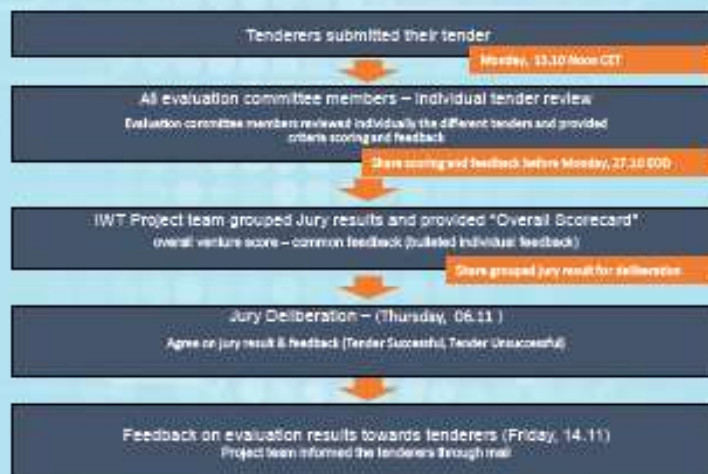 Tenderers submitted their tender
Monday, 13.10 Noon CET
All evaluation committee members – Individual tender review
Evaluation committee members reviewed individually the different tenders and provided
criteria scoring and feedback
Share scoring and feedback before Monday, 27.10 EOD
IWT Project team grouped Jury results and provided "Overall Scorecard"
overall venture score – common feedback (bulleted individual feedback)
Share grouped jury result for deliberation
Jury Deliberation – (Thursday, 06.11 )
Agree on jury result & feedback (Tender Successful, Tender Unsuccessful)
Feedback on evaluation results towards tenderers (Friday, 14.11)
Project team informed the tenderers through mail